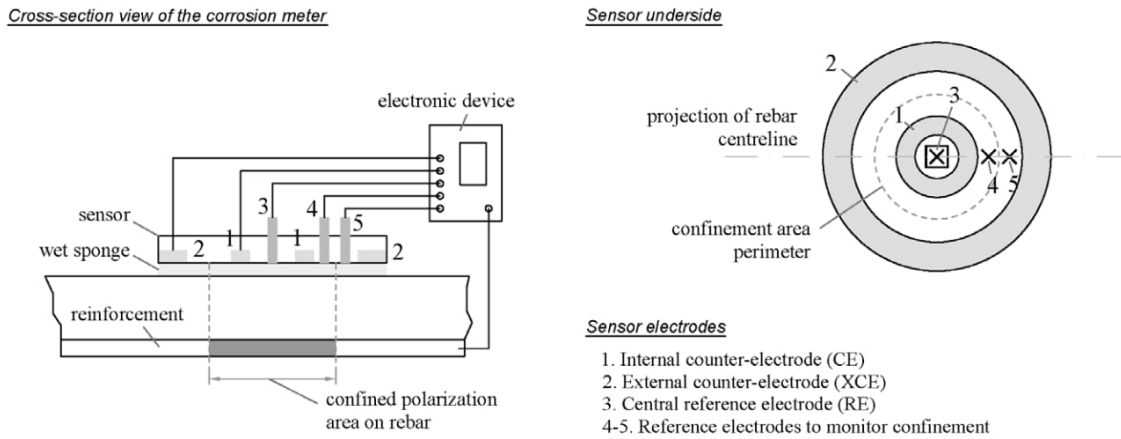 Cross-section view of the corrosion meter
electronic device
sensor
wet sponge
3
4
5
2
1
1
2
reinforcement
confined polarization
area on rebar
Sensor underside
2
3
1
projection of rebar
centreline
4
5
confinement area
perimeter
Sensor electrodes
1. Internal counter-electrode (CE)
2. External counter-electrode (XCE)
3. Central reference electrode (RE)
4-5. Reference electrodes to monitor confinement